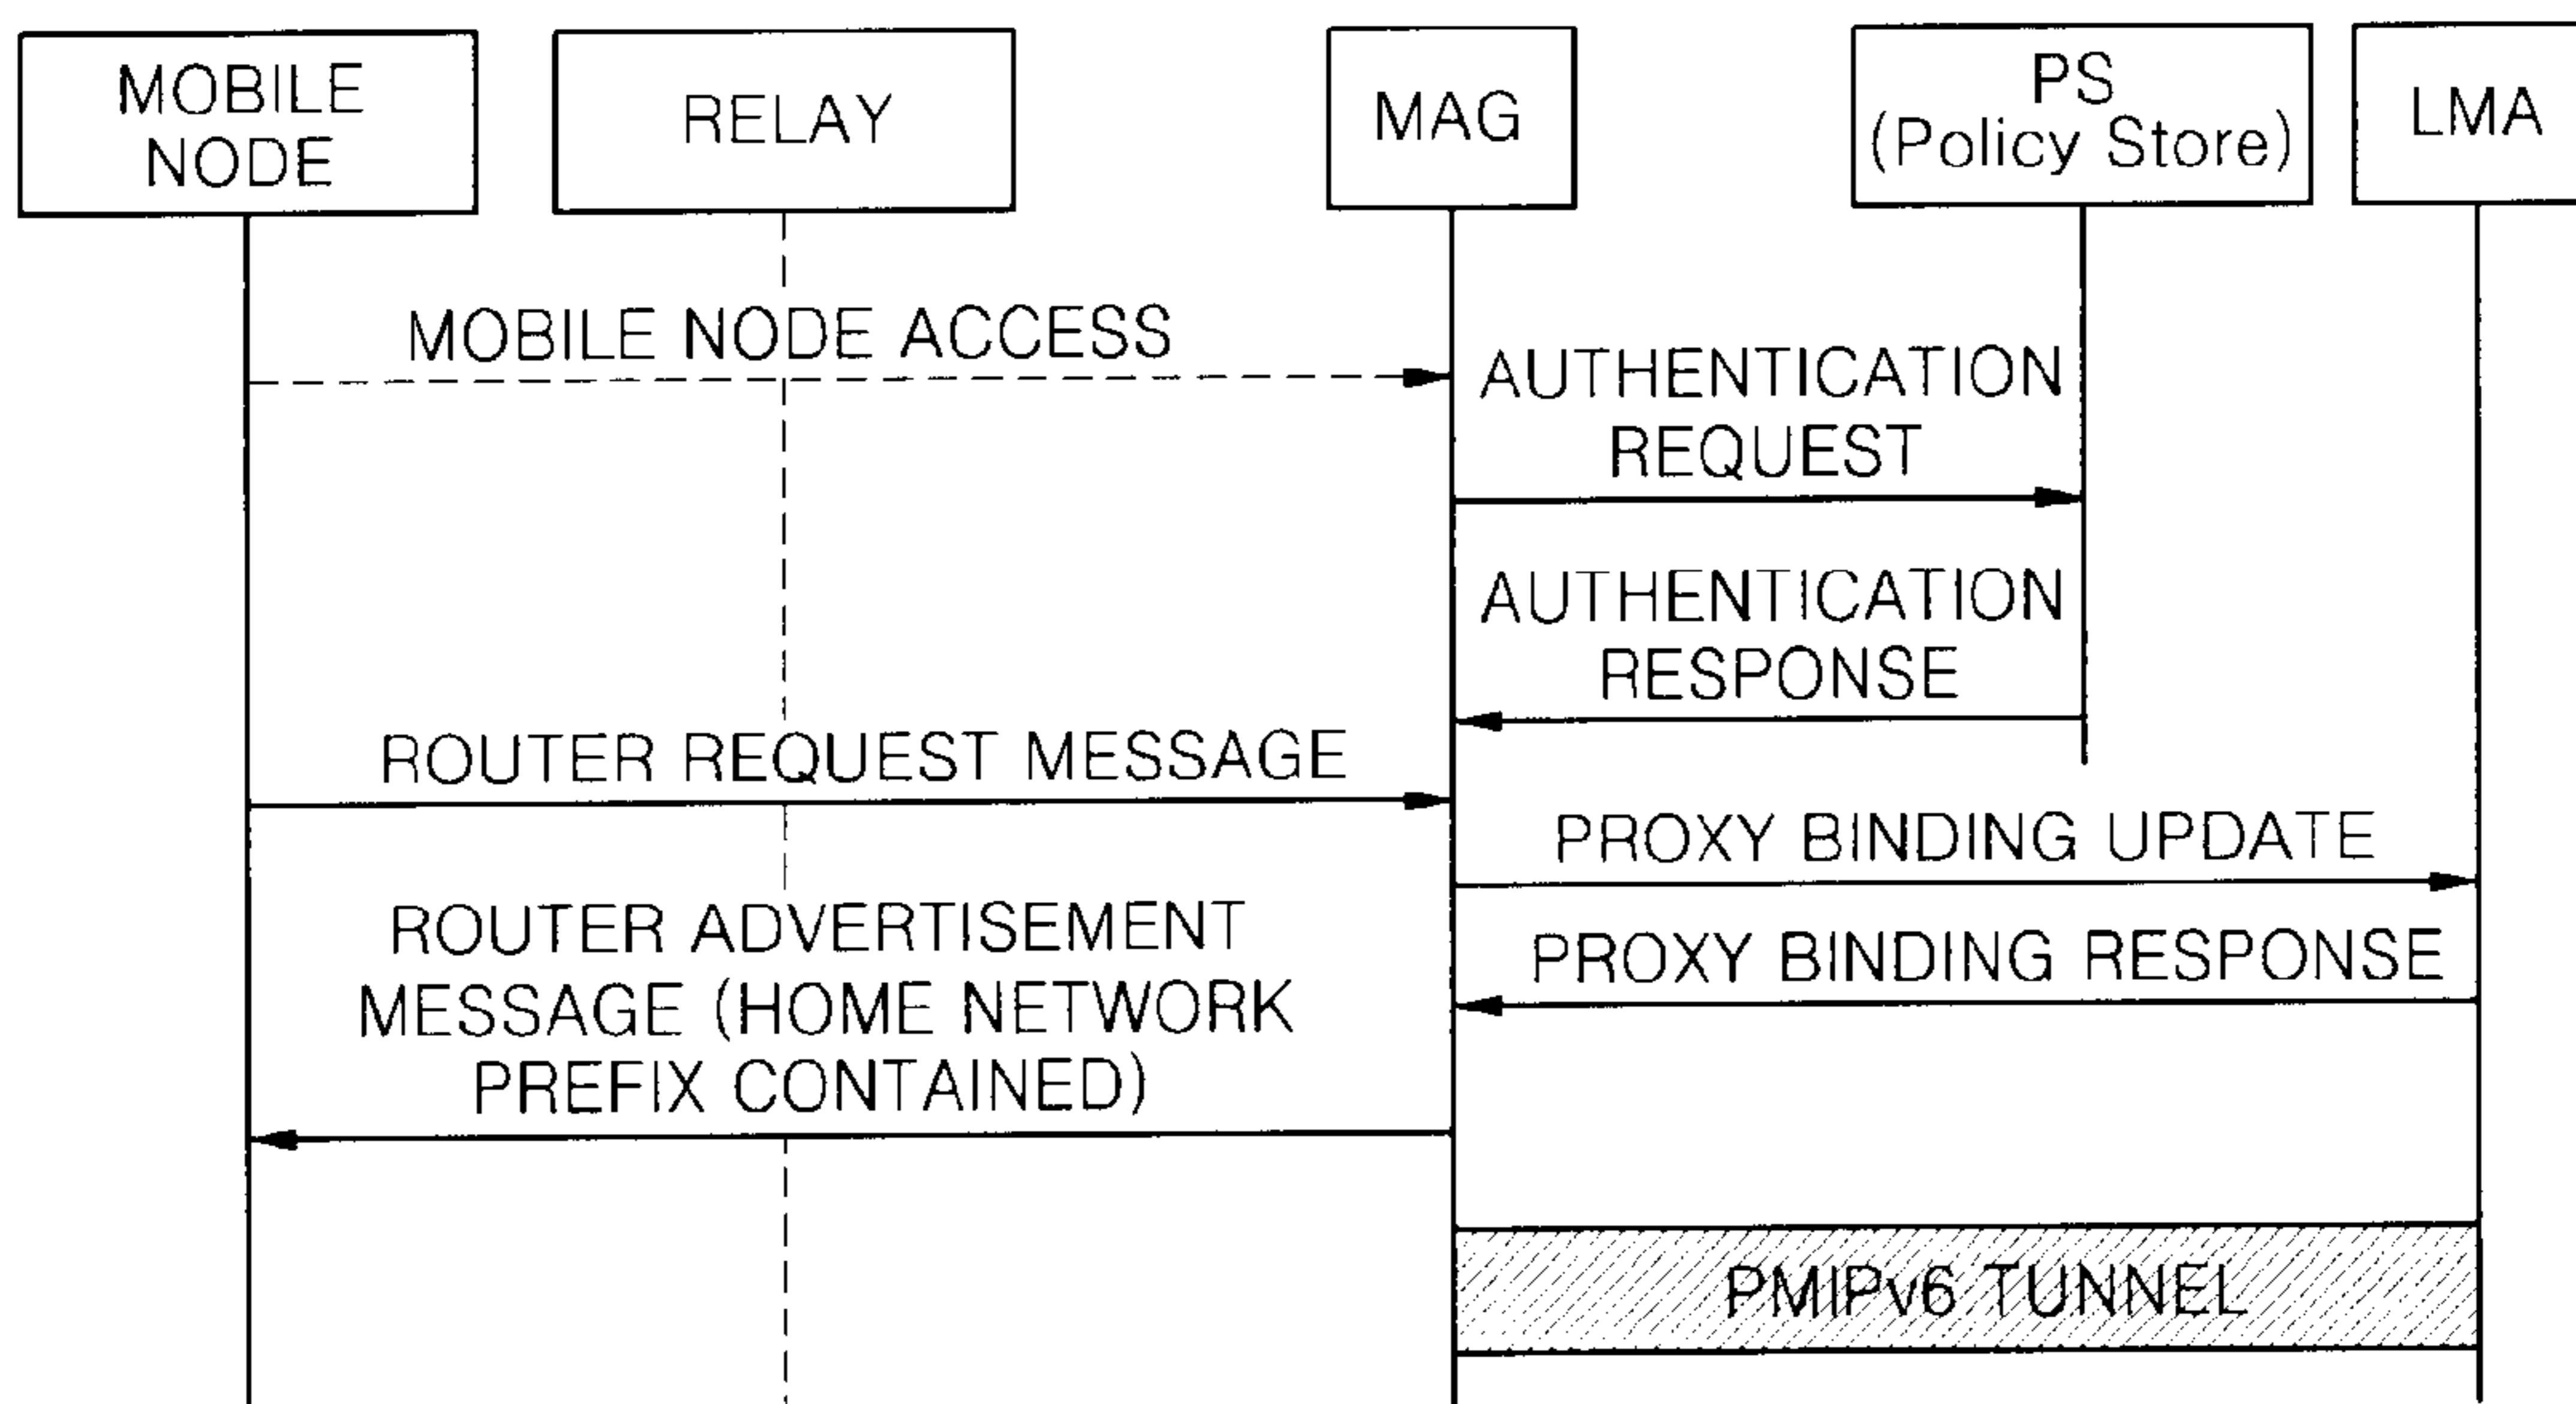 MOBILE
NODE
RELAY
MAG
PS
(Policy Store)
LMA
MOBILE NODE ACCESS
AUTHENTICATION
REQUEST
AUTHENTICATION
RESPONSE
ROUTER REQUEST MESSAGE
PROXY BINDING UPDATE
ROUTER ADVERTISEMENT
MESSAGE (HOME NETWORK
PREFIX CONTAINED)
PROXY BINDING RESPONSE
PMIPv6 TUNNEL